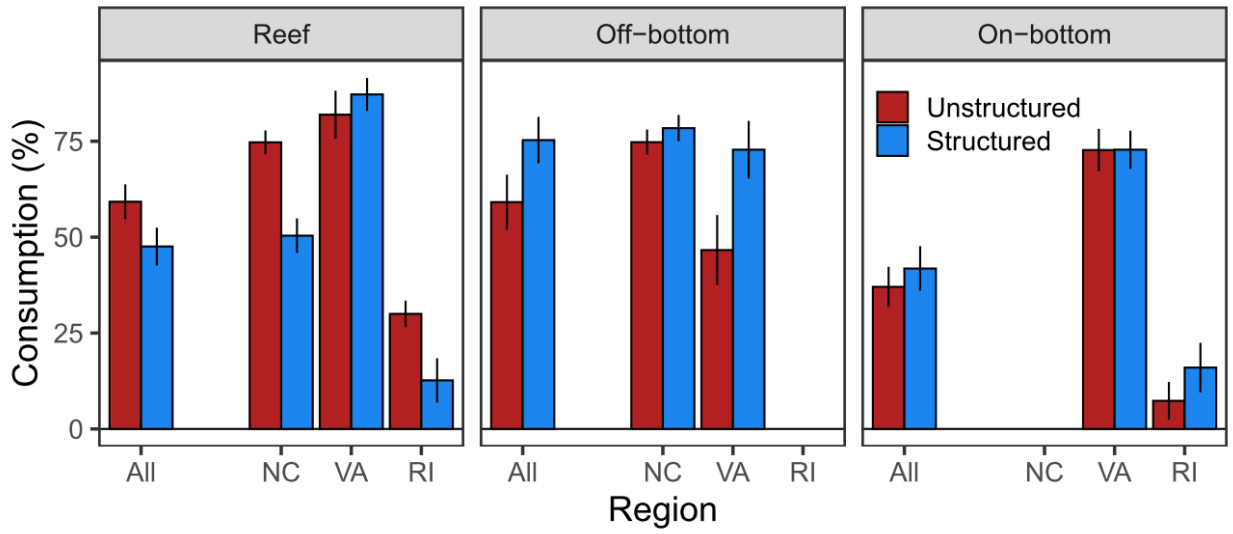 Reef
Off−bottom
On−bottom
Consumption (%)
75
50
25
0
Unstructured
Structured
All NC VA RI
All NC VA RI
All NC VA RI
Region